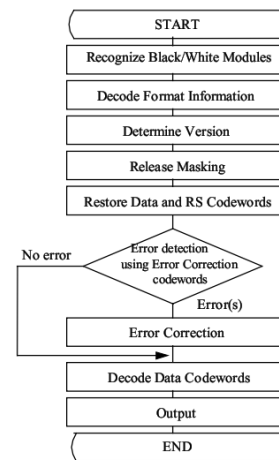 START
Recognize Black/White Modules
Decode Format Information
Determine Version
Release Masking
Restore Data and RS Codewords
Error detection
No error
using Error Correction
codewords
Error(s)
Error Correction
Decode Data Codewords
Output
END